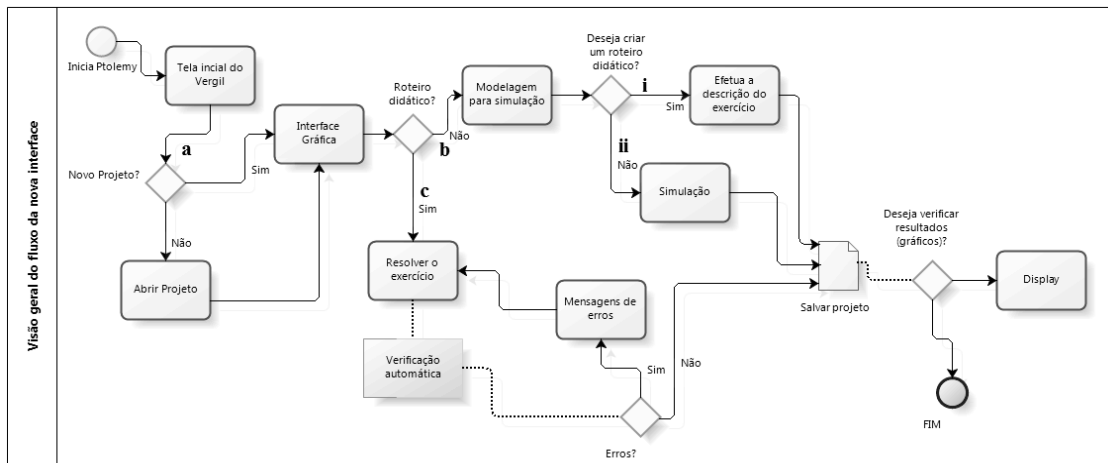 Visão geral do fluxo da nova interface
Inicia Ptolemy
Tela incial do
Vergil
a
Novo Projeto?
Sim
Não
Abrir Projeto
Interface
Gráfica
Roteiro
didático?
b
Não
c
Sim
Modelagem
para simulação
Deseja criar
um roteiro
didático?
i
Sim
Efetua a
descrição do
exercício
ii
Não
Simulação
Resolver o
exercício
Verificação
automática
Mensagens de
erros
Sim
Não
Erros?
Salvar projeto
Deseja verificar
resultados
(gráficos)?
Display
FIM